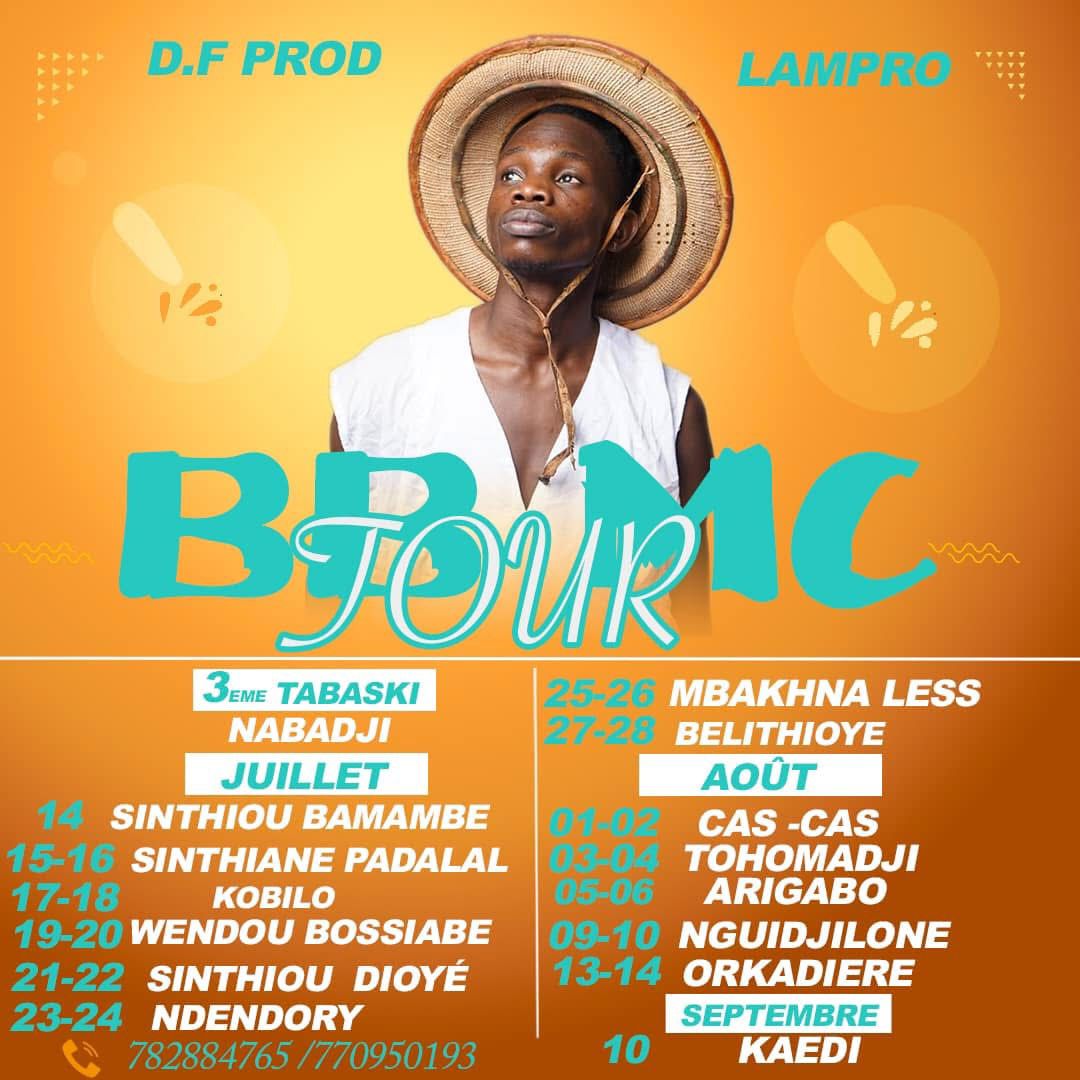 D.F PROD
LAMPRO
BB MC
TOUR
3EME TABASKI
NABADJI
JUILLET
14 SINTHIOU BAMAMBE
15-16 SINTHIANE PADALAL
17-18 KOBILO
19-20 WENDOU BOSSIABE
21-22 SINTHIOU DIOYÉ
23-24 NDENDORY
782884765 /770950193
25-26 MBAKHNA LESS
27-28 BELITHIOYE
AOÛT
01-02 CAS -CAS
03-04 TOHOMADJI
05-06 ARIGABO
09-10 NGUIDJILONE
13-14 ORKADIERE
SEPTEMBRE
10 KAEDI